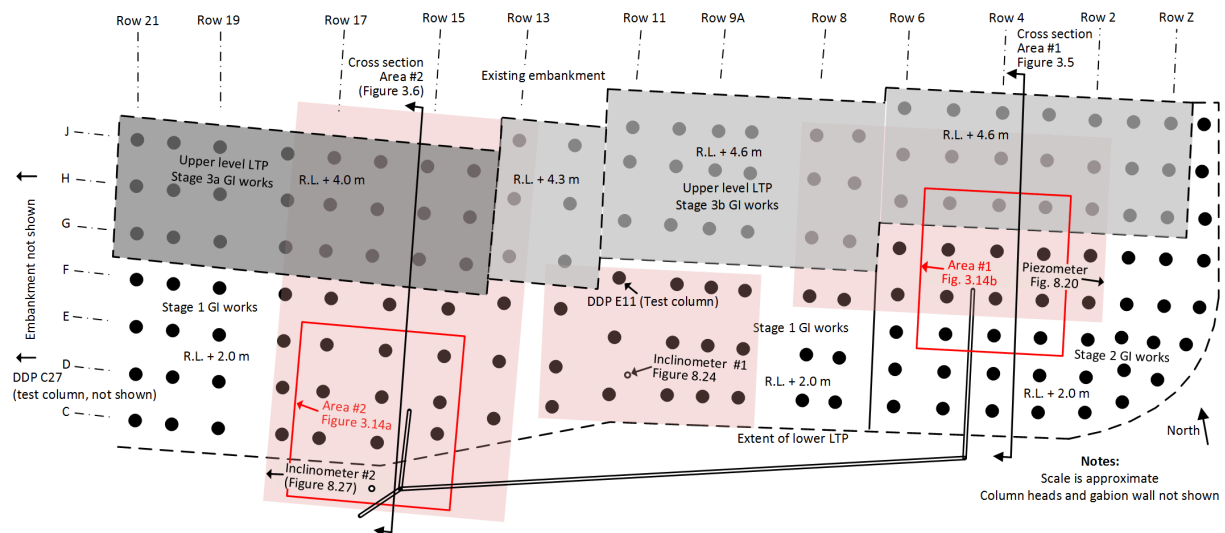 Row 21
Row 19
Row 17
Row 15
Row 13
Row 11
Row 9A
Row 8
Row 6
Row 4
Row 2
Row Z
Cross section
Area #2
(Figure 3.6)
Existing embankment
Cross section
Area #1
Figure 3.5
J
H
G
F
E
D
C
Embankment not shown
Upper level LTP
Stage 3a GI works
R.L. + 4.0 m
R.L. + 4.3 m
R.L. + 4.6 m
Upper level LTP
Stage 3b GI works
R.L. + 4.6 m
Area #1
Fig. 3.14b
Piezometer
Fig. 8.20
DDP E11 (Test column)
Stage 1 GI works
R.L. + 2.0 m
DDP C27
(test column, not shown)
Area #2
Figure 3.14a
Inclinometer #1
Figure 8.24
Stage 1 GI works
R.L. + 2.0 m
Stage 2 GI works
R.L. + 2.0 m
Extent of lower LTP
Inclinometer #2
(Figure 8.27)
North
Notes:
Scale is approximate
Column heads and gabion wall not shown